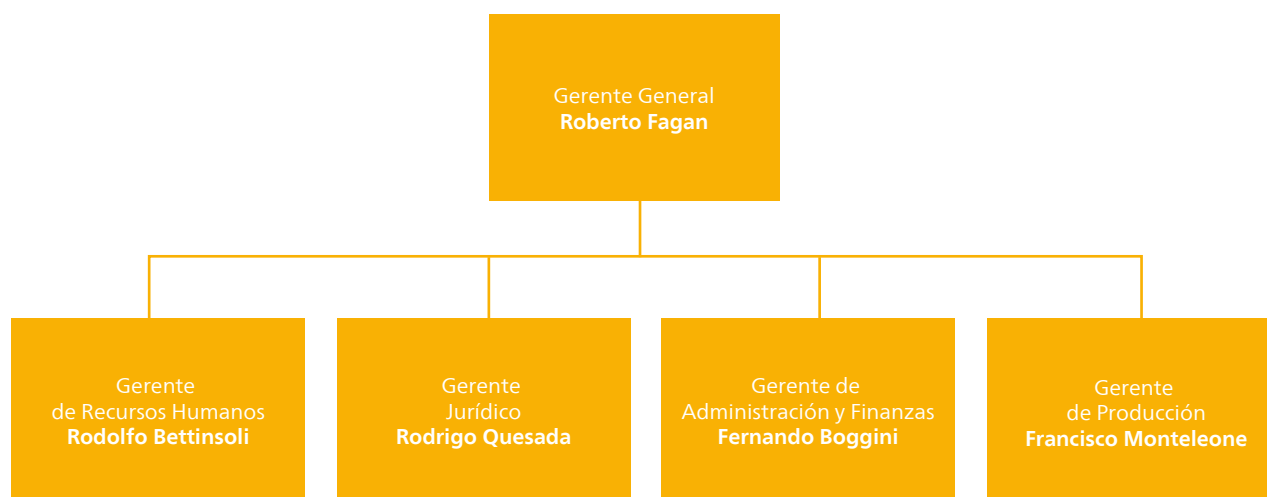 Gerente General
Roberto Fagan
Gerente
de Recursos Humanos
Rodolfo Bettinsoli
Gerente
Jurídico
Rodrigo Quesada
Gerente de
Administración y Finanzas
Fernando Boggini
Gerente
de Producción
Francisco Monteleone